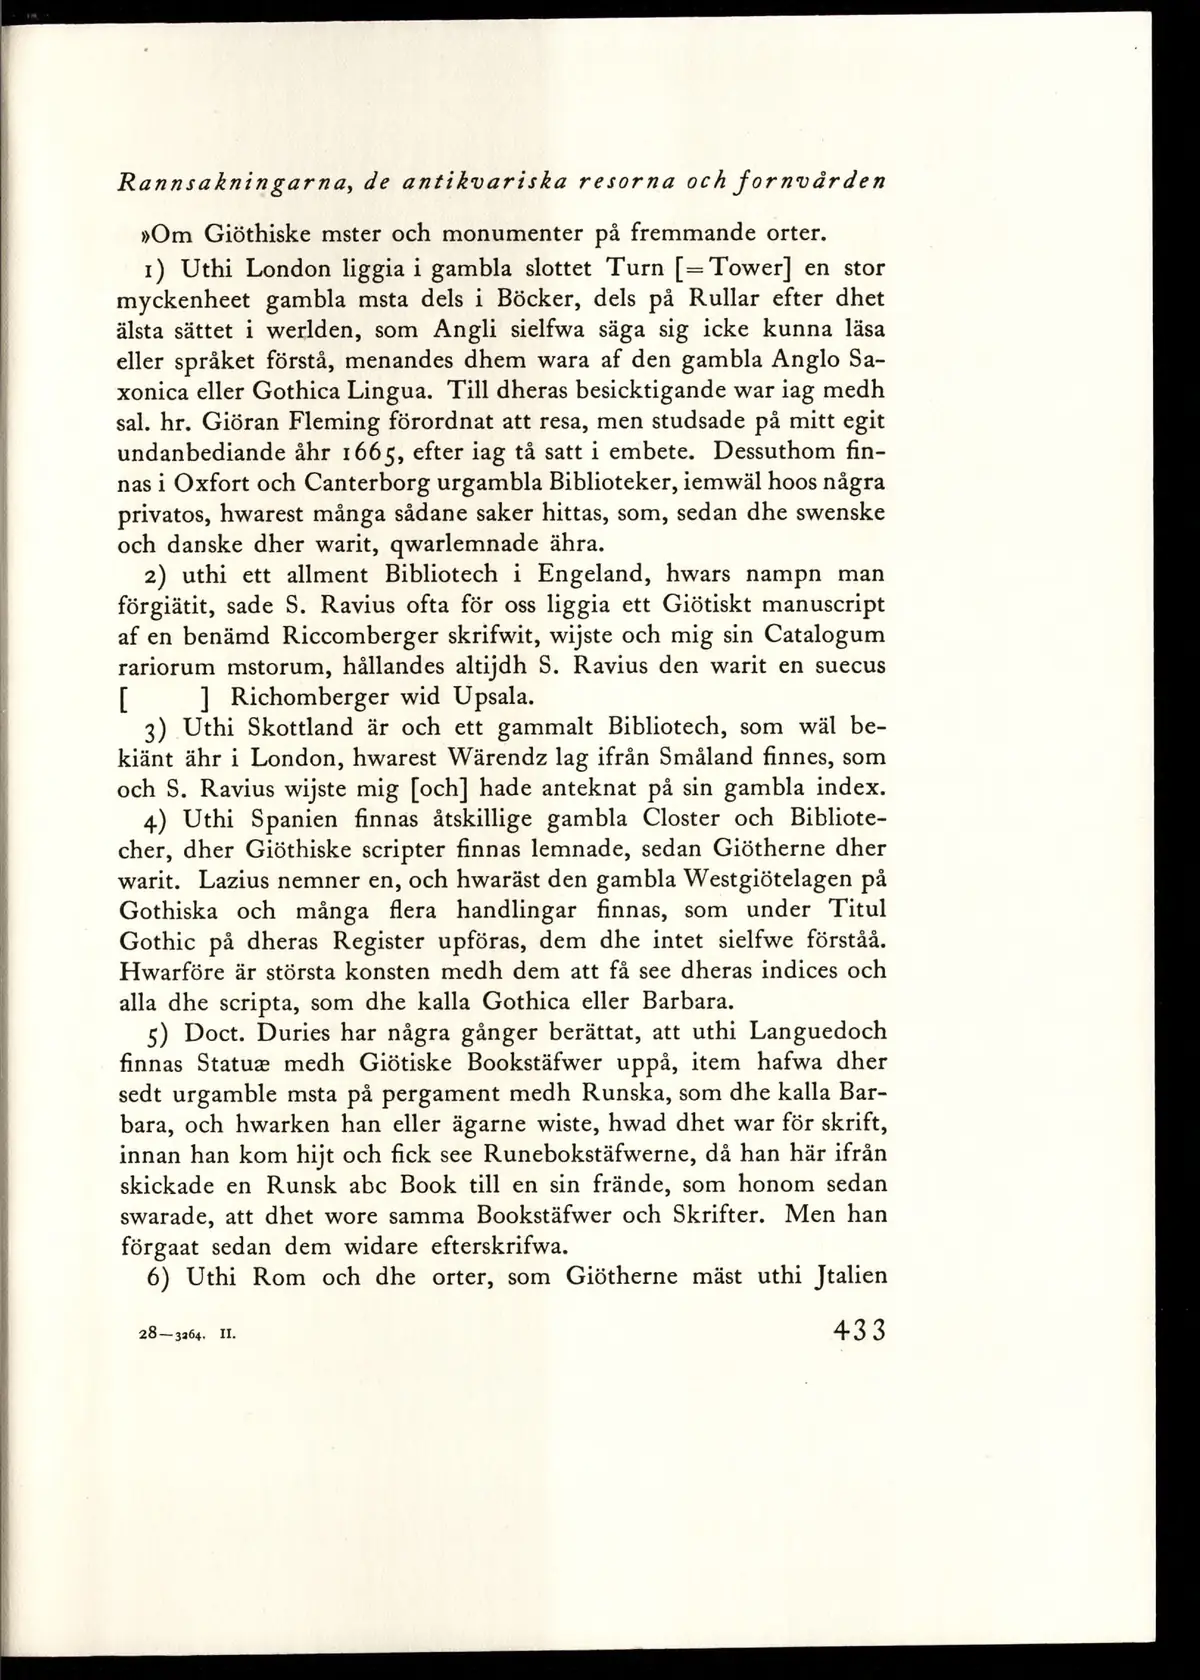 Rannsakningarna, de antikvariska resorna och fornvården
»Om Giöthiske mster och monumenter på fremmande orter.
1) Uthi London liggia i gambla slottet Turn [=Tower] en stor
myckenheet gambla msta dels i Böcker, dels på Rullar efter dhet
älsta sättet i werlden, som Angli sielfwa säga sig icke kunna läsa
eller språket förstå, menandes dhem wara af den gambla Anglo Sa-
xonica eller Gothica Lingua. Till dheras besicktigande war iag medh
sal. hr. Giöran Fleming förordnat att resa, men studsade på mitt egit
undanbediande åhr 1665, efter iag tå satt i embete. Dessuthom fin-
nas i Oxfort och Canterborg urgambla Biblioteker, iemwäl hoos några
privatos, hwarest många sådane saker hittas, som, sedan dhe swenske
och danske dher warit, qwarlemnade ähra.
2) uthi ett allment Bibliotech i Engeland, hwars nampn man
förgiätit, sade S. Ravius ofta för oss liggia ett Giötiskt manuscript
af en benämd Riccomberger skrifwit, wijste och mig sin Catalogum
rariorum mstorum, hållandes altijdh S. Ravius den warit en suecus
[ ] Richomberger wid Upsala.
3) Uthi Skottland är och ett gammalt Bibliotech, som wäl be-
kiänt ähr i London, hwarest Wärendz lag ifrån Småland finnes, som
och S. Ravius wijste mig [och] hade anteknat på sin gambla index.
4) Uthi Spanien finnas åtskillige gambla Closter och Bibliote-
cher, dher Giöthiske scripter finnas lemnade, sedan Giötherne dher
warit. Lazius nemner en, och hwaräst den gambla Westgiötelagen på
Gothiska och många flera handlingar finnas, som under Titul
Gothic på dheras Register upföras, dem dhe intet sielfwe förståå.
Hwarföre är största konsten medh dem att få see dheras indices och
alla dhe scripta, som dhe kalla Gothica eller Barbara.
5) Doct. Duries har några gånger berättat, att uthi Languedoch
finnas Statuæ medh Giötiske Bookstäfwer uppå, item hafwa dher
sedt urgamble msta på pergament medh Runska, som dhe kalla Bar-
bara, och hwarken han eller ägarne wiste, hwad dhet war för skrift,
innan han kom hijt och fick see Runebokstäfwerne, då han här ifrån
skickade en Runsk abc Book till en sin frände, som honom sedan
swarade, att dhet wore samma Bookstäfwer och Skrifter. Men han
förgaat sedan dem widare efterskrifwa.
6) Uthi Rom och dhe orter, som Giötherne mäst uthi Jtalien
28—3264. II.
433